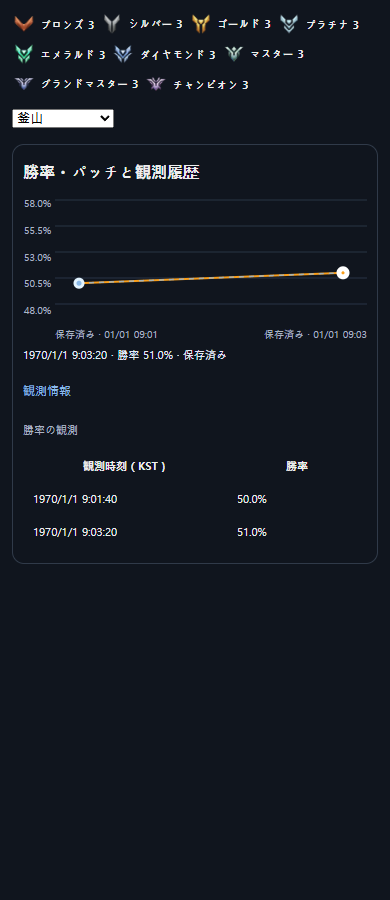 ブロンズ 3 シルバー 3 ゴールド 3 プラチナ 3
エメラルド 3 ダイヤモンド 3 マスター 3
グランドマスター 3 チャンピオン 3
釜山
勝率・パッチと観測履歴
58.0%
55.5%
53.0%
50.5%
48.0%
保存済み · 01/01 09:01 保存済み · 01/01 09:03
1970/1/1 9:03:20 · 勝率 51.0% · 保存済み
観測情報
勝率の観測
観測時刻 ( KST ) 勝率
1970/1/1 9:01:40 50.0%
1970/1/1 9:03:20 51.0%